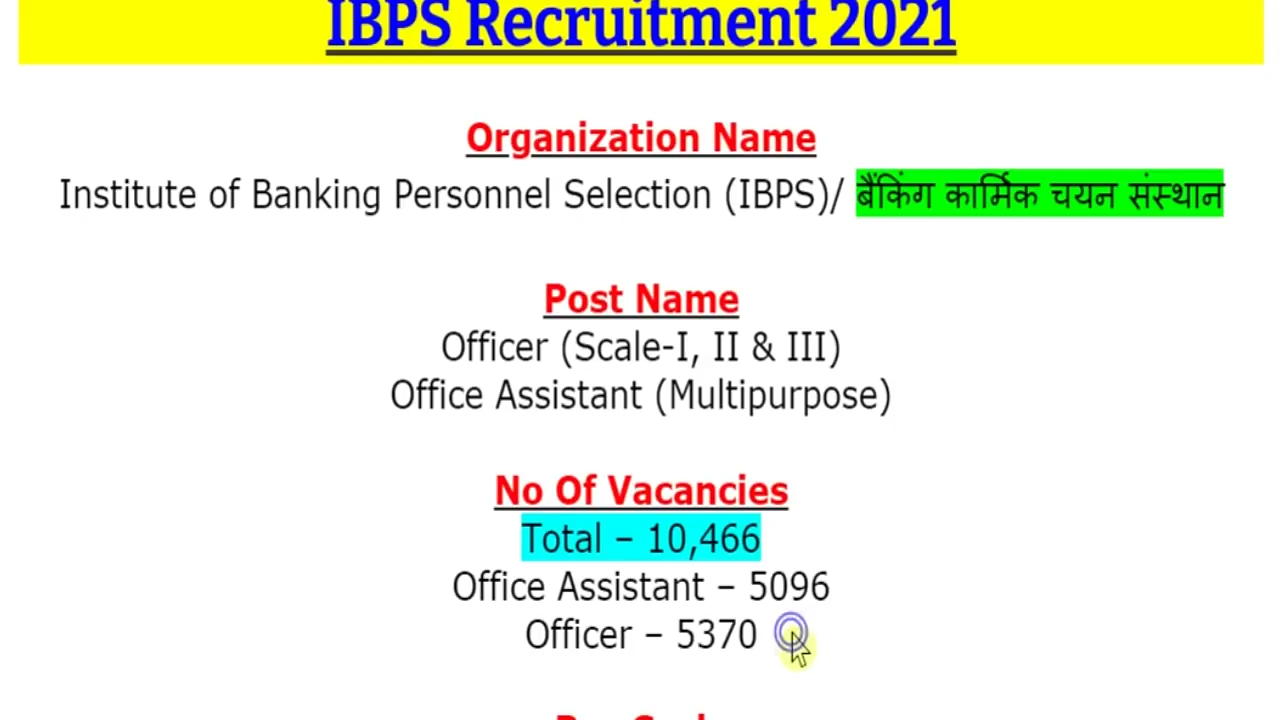 IBPS Recruitment 2021
Organization Name
Institute of Banking Personnel Selection (IBPS)/ बैंकिंग कार्मिक चयन संस्थान
Post Name
Officer (Scale-I, II & III)
Office Assistant (Multipurpose)
No Of Vacancies
Total – 10,466
Office Assistant – 5096
Officer – 5370